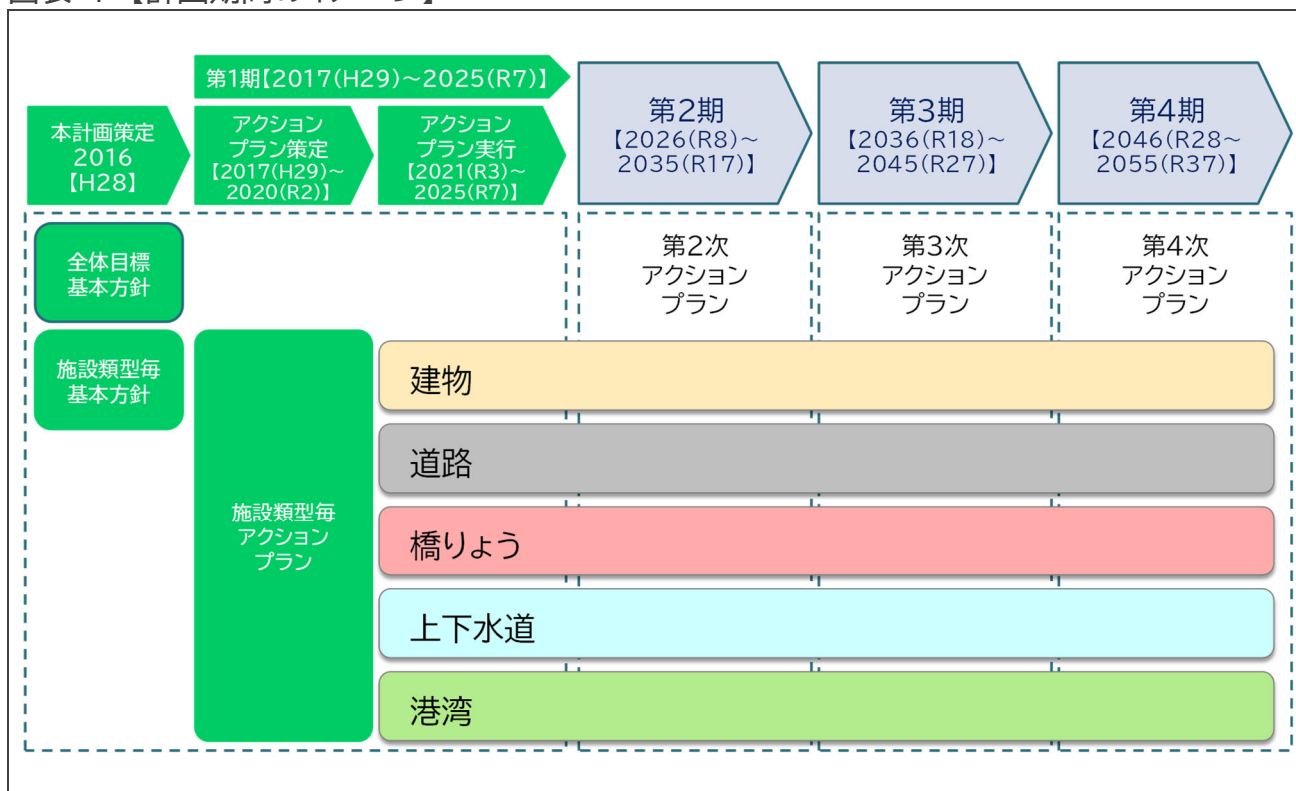 第1期【2017(H29)～2025(R7)】
本計画策定
2016
【H28】
アクション
プラン策定
【2017(H29)～
2020(R2)】
アクション
プラン実行
【2021(R3)～
2025(R7)】
第2期
【2026(R8)～
2035(R17)】
第3期
【2036(R18)～
2045(R27)】
第4期
【2046(R28～
2055(R37)】
全体目標
基本方針
第2次
アクション
プラン
第3次
アクション
プラン
第4次
アクション
プラン
施設類型毎
基本方針
施設類型毎
アクション
プラン
建物
道路
橋りょう
上下水道
港湾